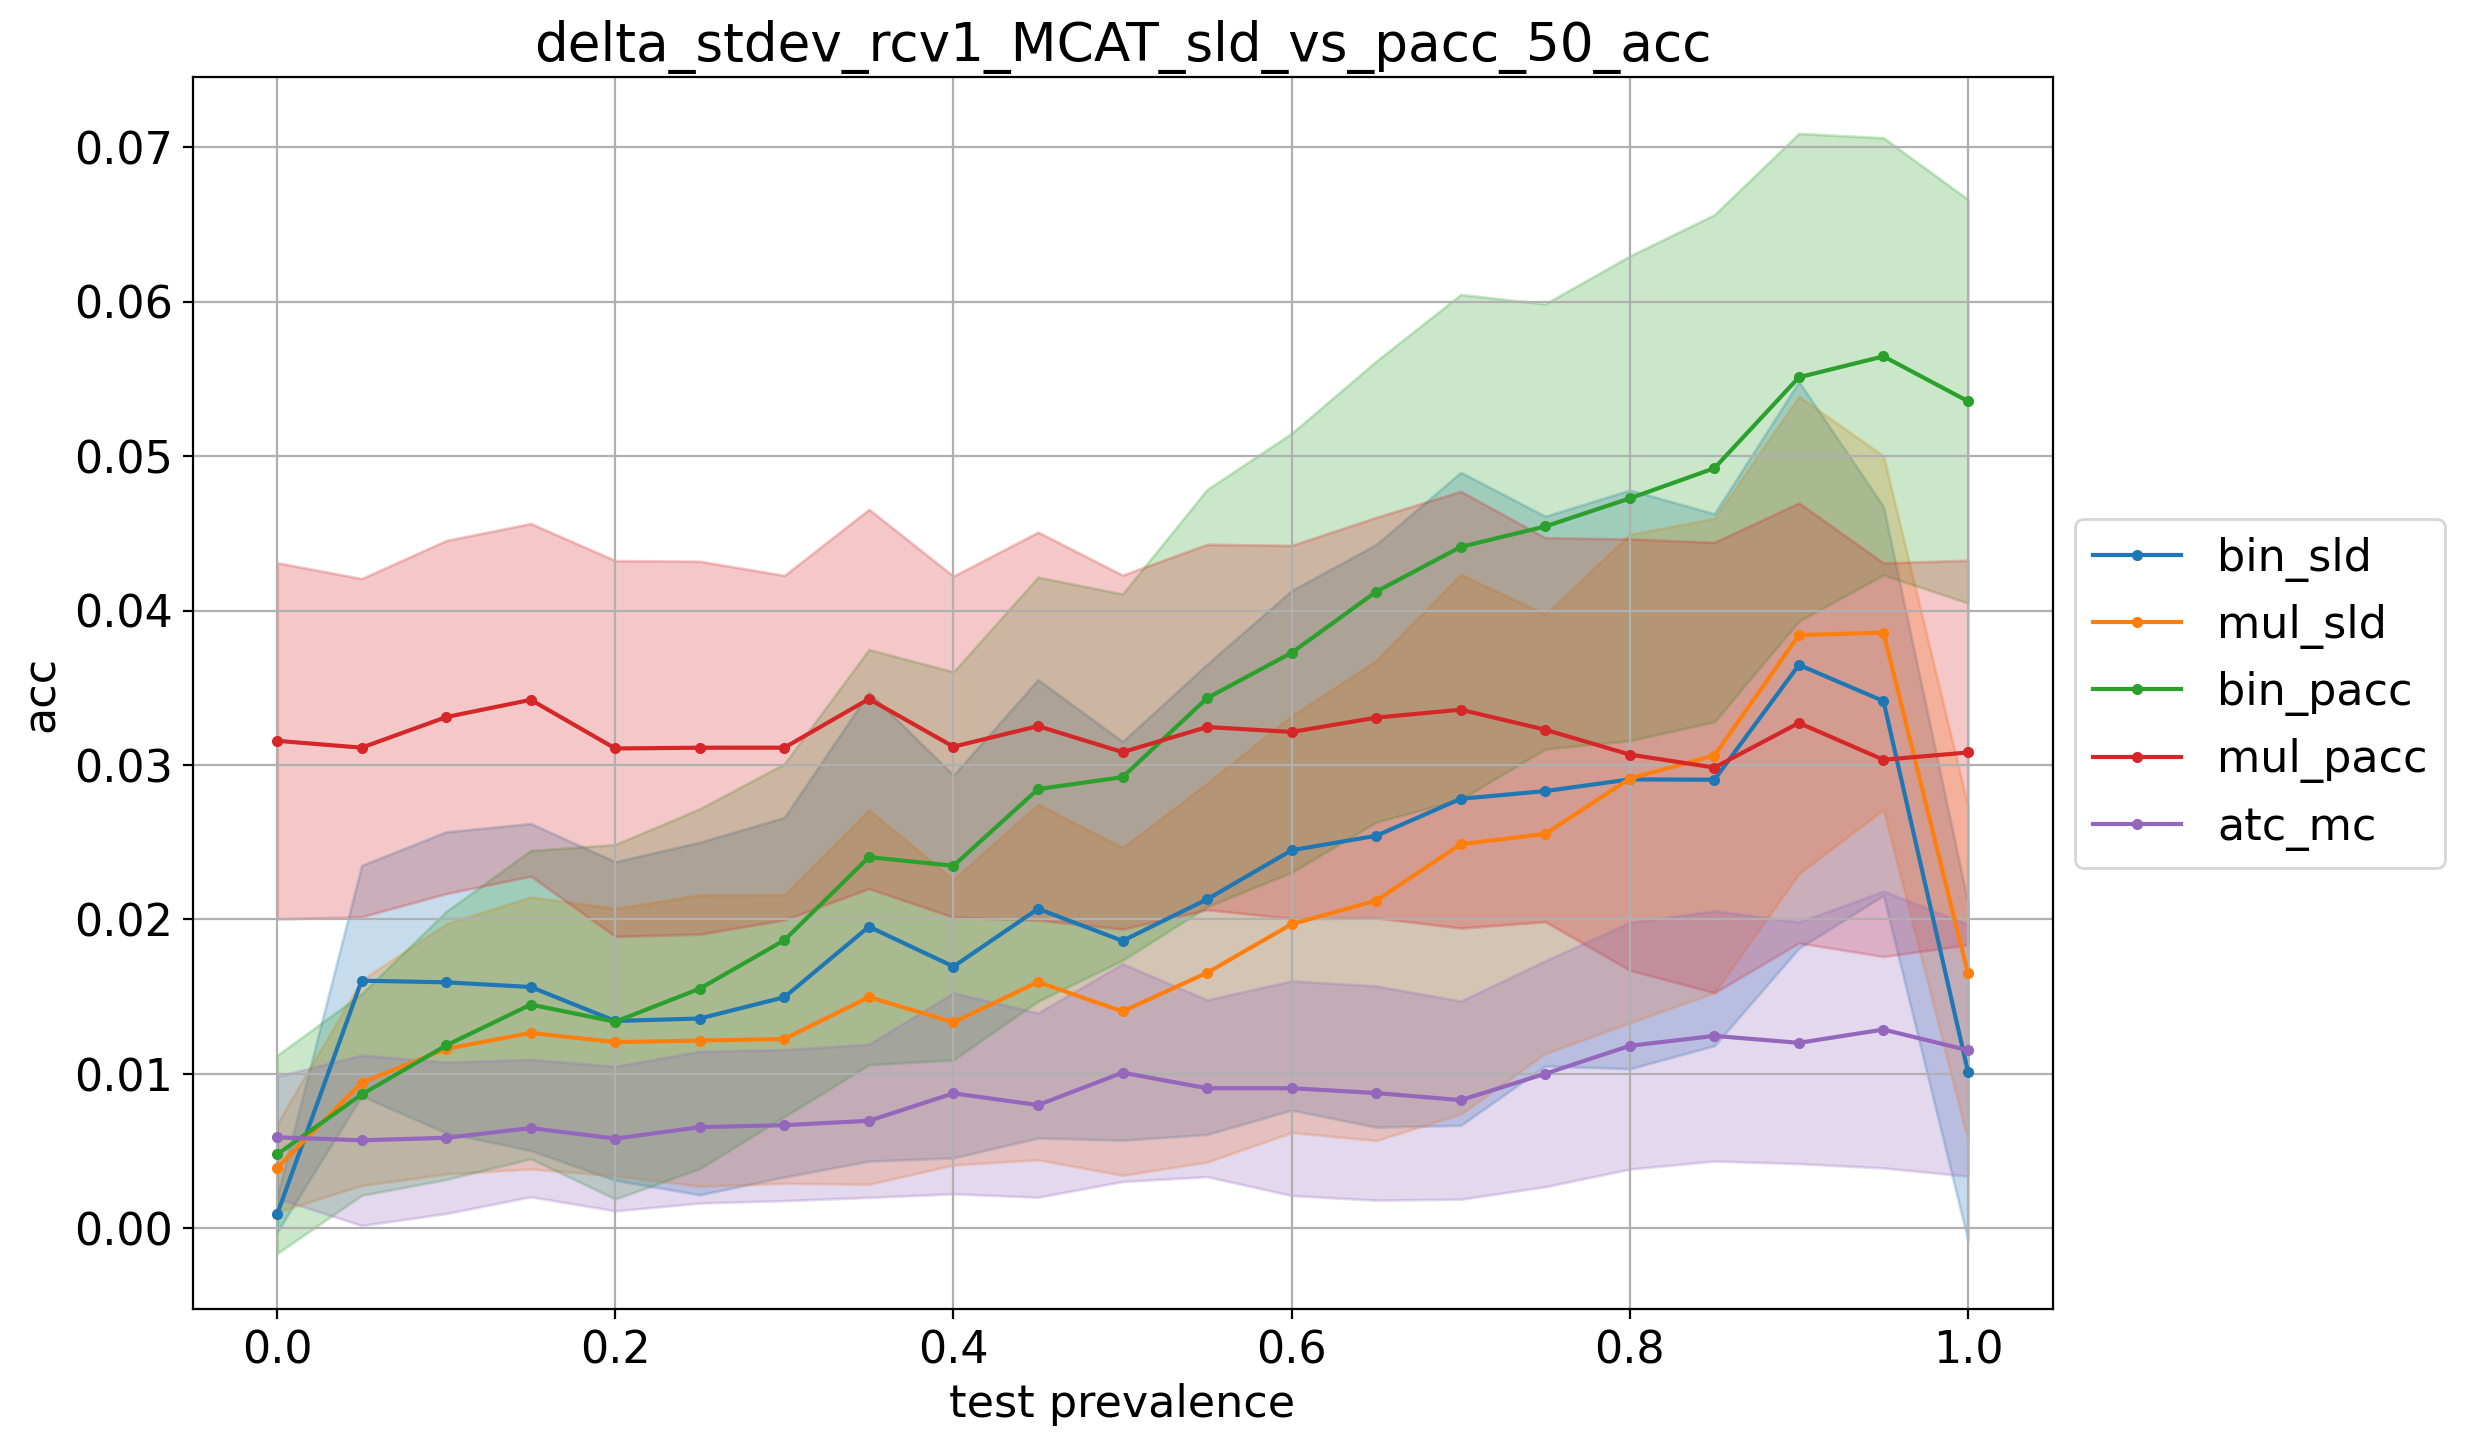 delta_stdev_rcv1_MCAT_sld_vs_pacc_50_acc
0.07
0.06
0.05
0.04
0.03
0.02
0.01
0.00
acc
0.0 0.2 0.4 0.6 0.8 1.0
test prevalence
bin_sld
mul_sld
bin_pacc
mul_pacc
atc_mc